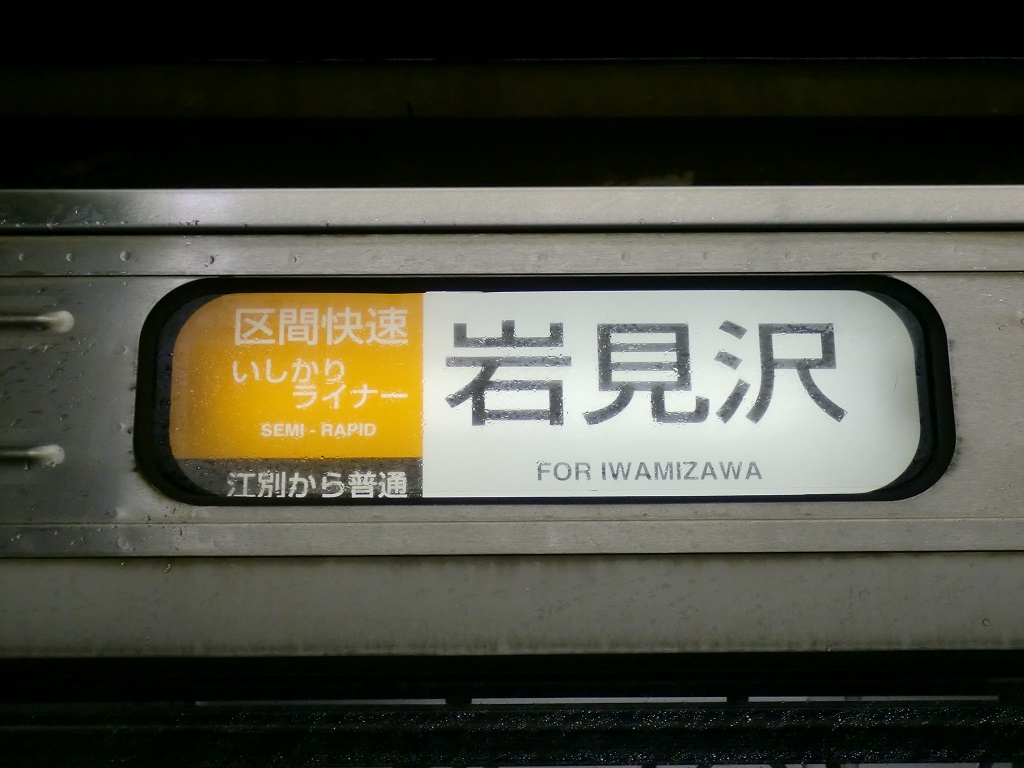 区間快速
いしかり
ライナー
SEMI - RAPID
江別から普通
岩見沢
FOR IWAMIZAWA